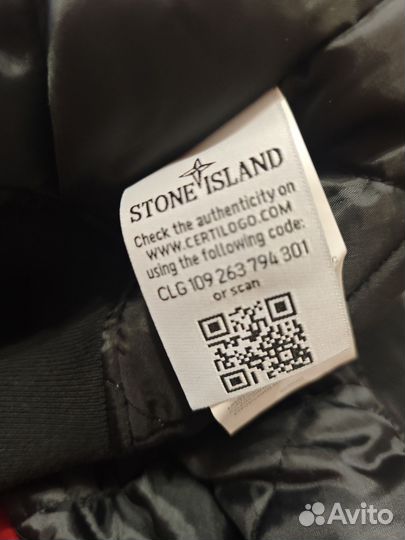 STONE ISLAND
Check the authenticity on
WWW.CERTILOGO.COM
using the following code:
CLG 109 263 794 301
or scan
Avito